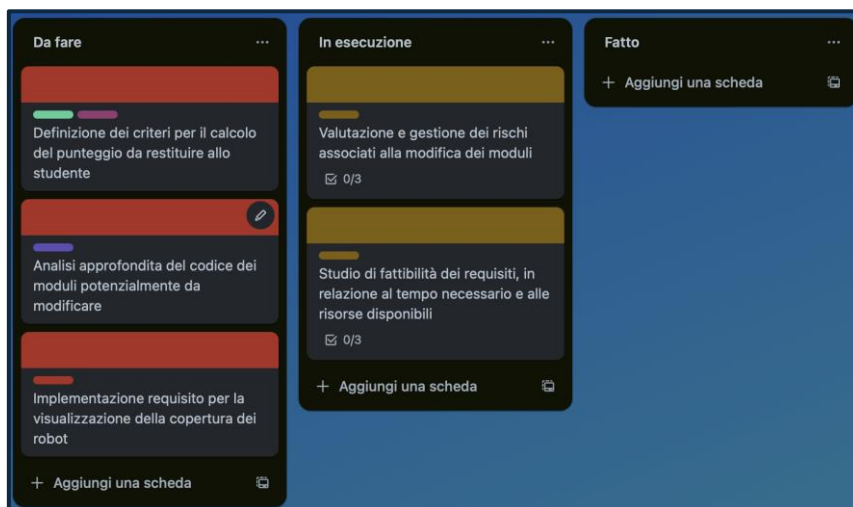 Da fare
Definizione dei criteri per il calcolo
del punteggio da restituire allo
studente
Analisi approfondita del codice dei
moduli potenzialmente da
modificare
Implementazione requisito per la
visualizzazione della copertura dei
robot
+ Aggiungi una scheda
In esecuzione
Valutazione e gestione dei rischi
associati alla modifica dei moduli
0/3
Studio di fattibilità dei requisiti, in
relazione al tempo necessario e alle
risorse disponibili
0/3
+ Aggiungi una scheda
Fatto
+ Aggiungi una scheda